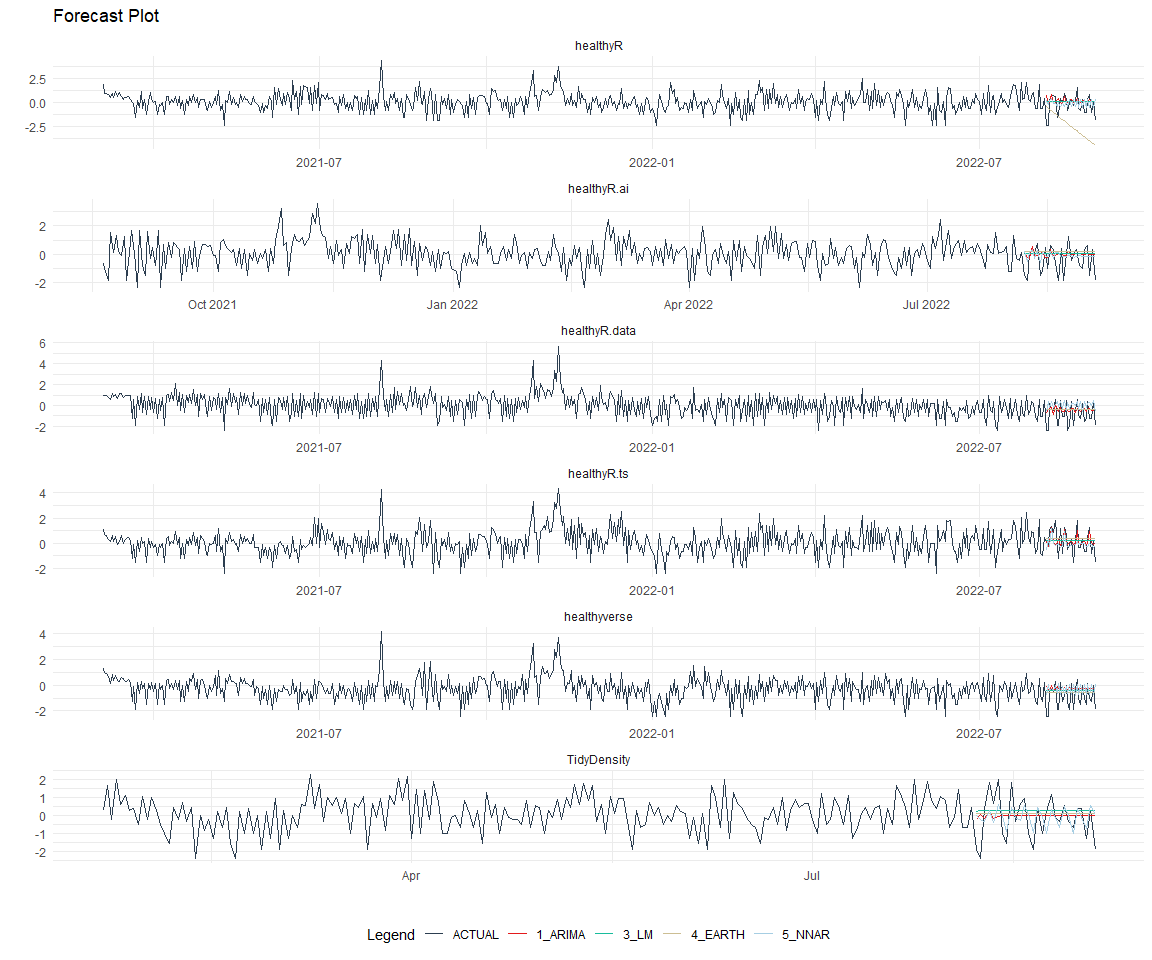 Forecast Plot
healthyR
2.5
0.0
-2.5
2021-07 2022-01 2022-07
healthyR.ai
2
0
-2
Oct 2021 Jan 2022 Apr 2022 Jul 2022
healthyR.data
6
4
2
0
-2
2021-07 2022-01 2022-07
healthyR.ts
4
2
0
-2
2021-07 2022-01 2022-07
healthyverse
4
2
0
-2
2021-07 2022-01 2022-07
TidyDensity
2
1
0
-1
-2
Apr Jul
Legend ACTUAL 1_ARIMA 3_LM 4_EARTH 5_NNAR